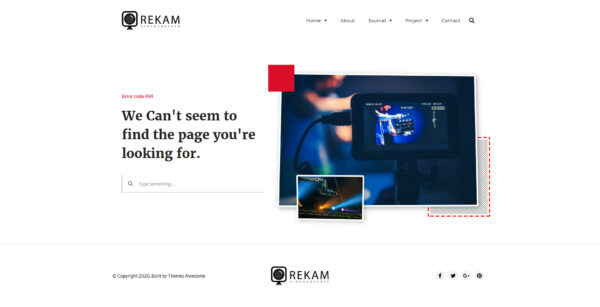 REKAM
VIDEOGRAPHER
Home
About
Journal
Project
Contact
Error code 404
We Can't seem to
find the page you're
looking for.
Type something...
© Copyright 2020, Built by Themes Awesome
REKAM
VIDEOGRAPHER